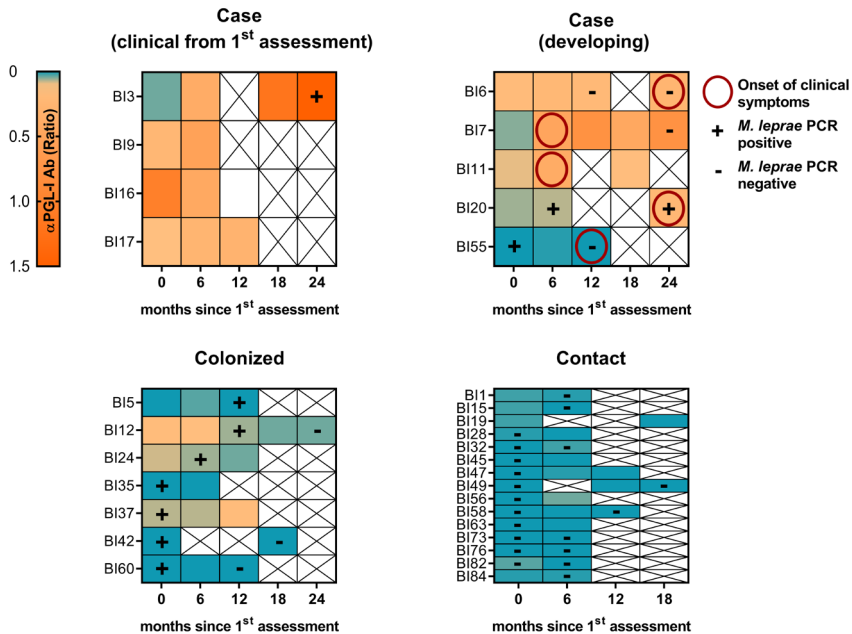 Case
(clinical from 1st assessment)
Case
(developing)
0
0.5
1.0
1.5
αPGL-I Ab (Ratio)
BI3
+
BI9
BI16
BI17
0 6 12 18 24
months since 1st assessment
BI6 - -
BI7 -
BI11
BI20 + +
BI55 + -
0 6 12 18 24
months since 1st assessment
Onset of clinical
symptoms
+ M. leprae PCR
positive
- M. leprae PCR
negative
Colonized
BI5 +
BI12 + -
BI24 +
BI35 +
BI37 +
BI42 + -
BI60 + -
0 6 12 18 24
months since 1st assessment
Contact
BI1 -
BI15 -
BI19
BI28 -
BI32 - -
BI45 -
BI47 -
BI49 - -
BI56 -
BI58 - -
BI63 -
BI73 - -
BI76 - -
BI82 - -
BI84 -
0 6 12 18
months since 1st assessment